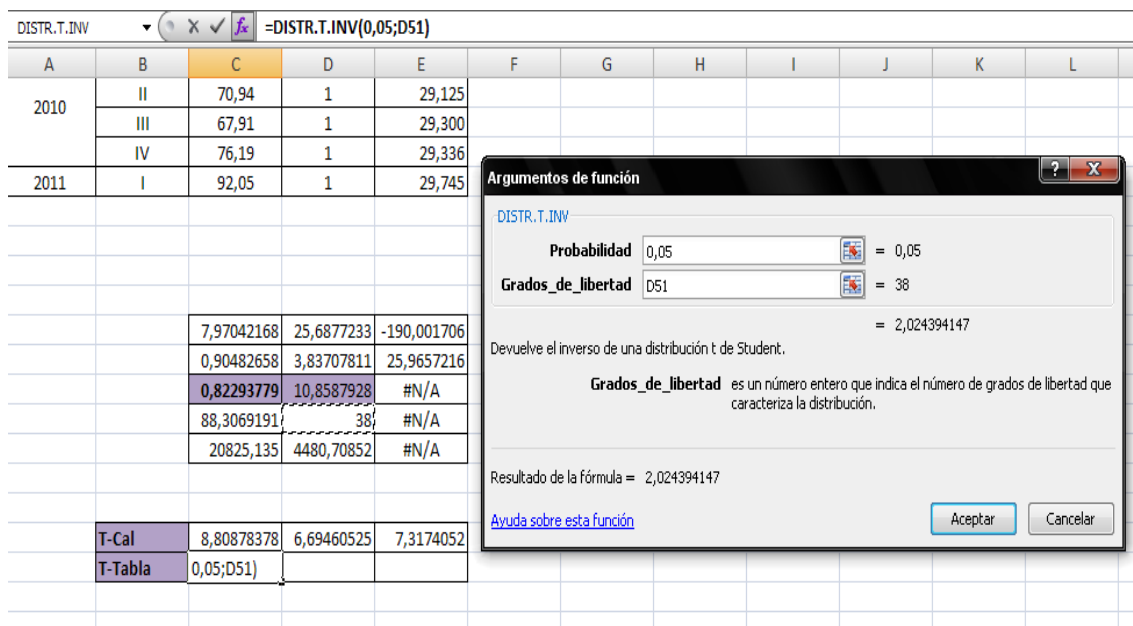 DISTR.T.INV =DISTR.T.INV(0,05;D51)
A B C D E F G H I J K L
2010 II 70,94 1 29,125
III 67,91 1 29,300
IV 76,19 1 29,336
2011 I 92,05 1 29,745
7,97042168 25,6877233 -190,001706
0,90482658 3,83707811 25,9657216
0,82293779 10,8587928 #N/A
88,3069191 38 #N/A
20825,135 4480,70852 #N/A
T-Cal 8,80878378 6,69460525 7,3174052
T-Tabla 0,05;D51)
Argumentos de función
DISTR.T.INV
Probabilidad 0,05 = 0,05
Grados_de_libertad D51 = 38
= 2,024394147
Devuelve el inverso de una distribución t de Student.
Grados_de_libertad es un número entero que indica el número de grados de libertad que
caracteriza la distribución.
Resultado de la fórmula = 2,024394147
Ayuda sobre esta función Aceptar Cancelar